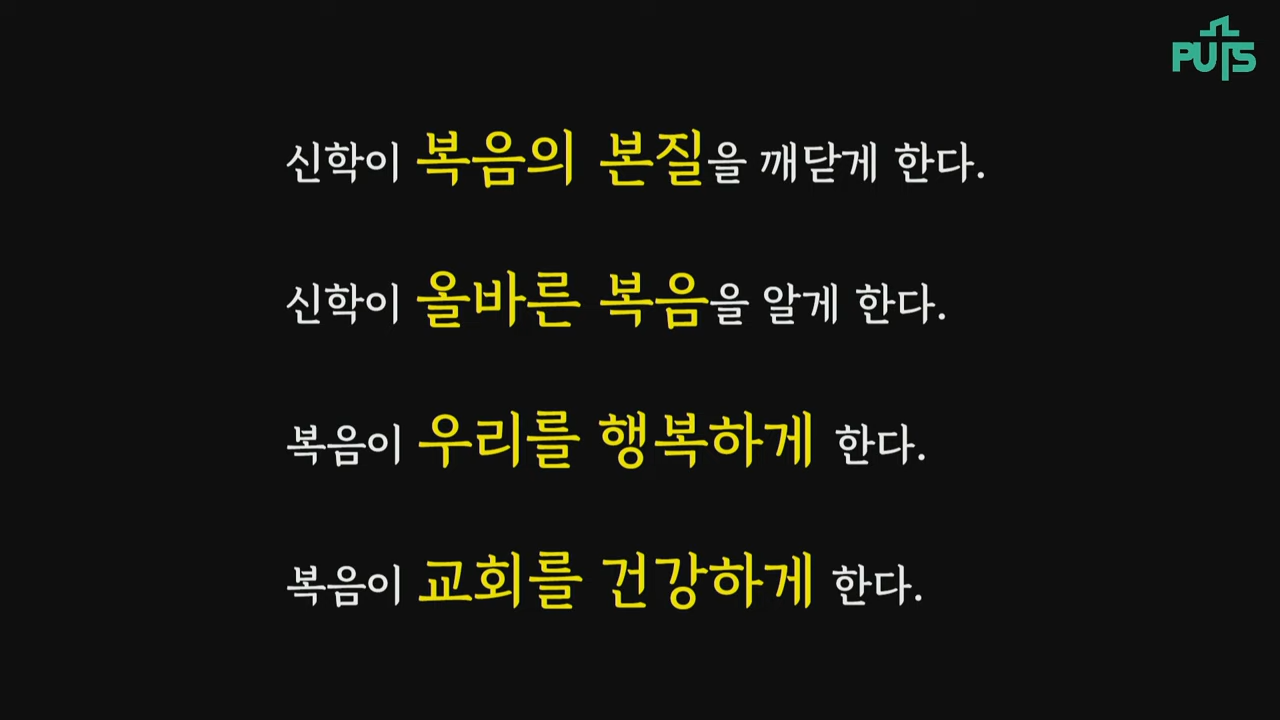 PUTS
신학이 복음의 본질을 깨닫게 한다.
신학이 올바른 복음을 알게 한다.
복음이 우리를 행복하게 한다.
복음이 교회를 건강하게 한다.